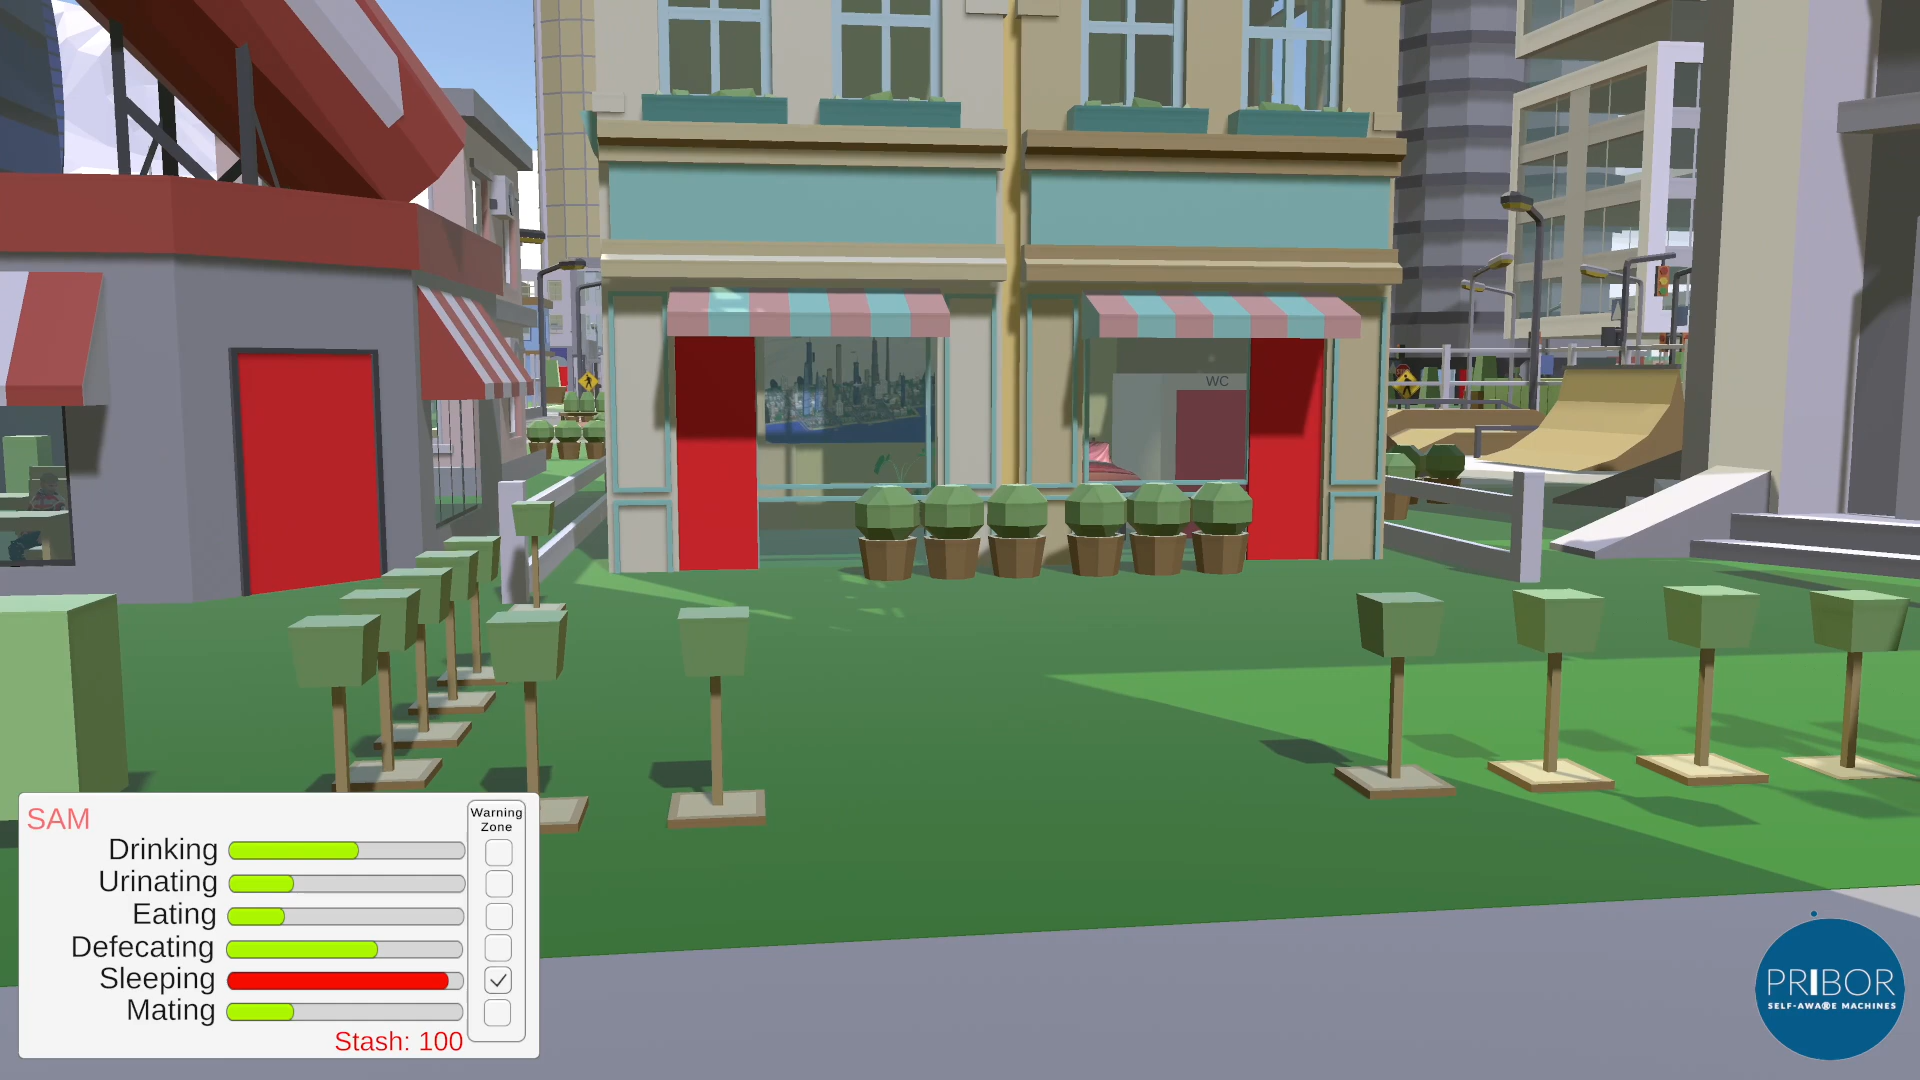 WC
SAM
Warning
Zone
Drinking
Urinating
Eating
Defecating
Sleeping
Mating
Stash: 100
PRIBOR
SELF-AWARE MACHINES